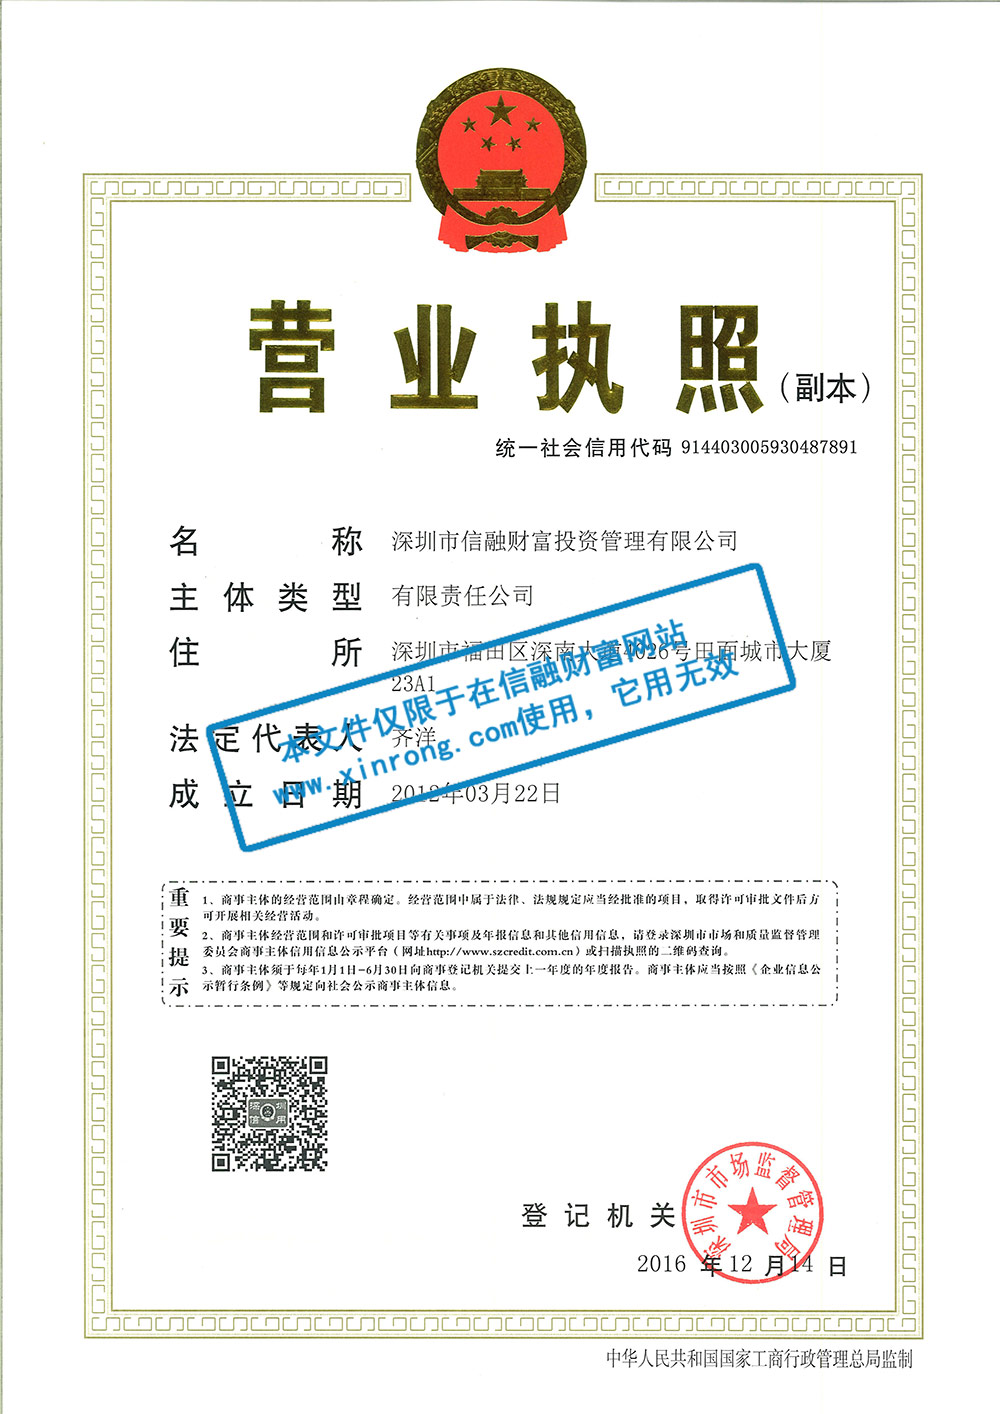 营业执照(副本)
统一社会信用代码 914403005930487891
名称 深圳市信融财富投资管理有限公司
主体类型 有限责任公司
住所 深圳市福田区深南大道4026号田面城市大厦
23A1
法定代表人 齐洋
成立日期 2012年03月22日
本文件仅限于在信融财富网站
www.xinrong.com使用，它用无效
重要提示
1、商事主体的经营范围由章程确定。经营范围中属于法律、法规规定应当经批准的项目，取得许可审批文件后方
可开展相关经营活动。
2、商事主体经营范围和许可审批项目等有关事项及年报信息和其他信用信息，请登录深圳市市场和质量监督管理
委员会商事主体信用信息公示平台（网址http://www.szcredit.com.cn）或扫描执照的二维码查询。
3、商事主体须于每年1月1日-6月30日向商事登记机关提交上一年度的年度报告。商事主体应当按照《企业信息公
示暂行条例》等规定向社会公示商事主体信息。
深圳
信用
登记机关
深圳市市场监督管理局
2016 年 12 月 14 日
中华人民共和国国家工商行政管理总局监制